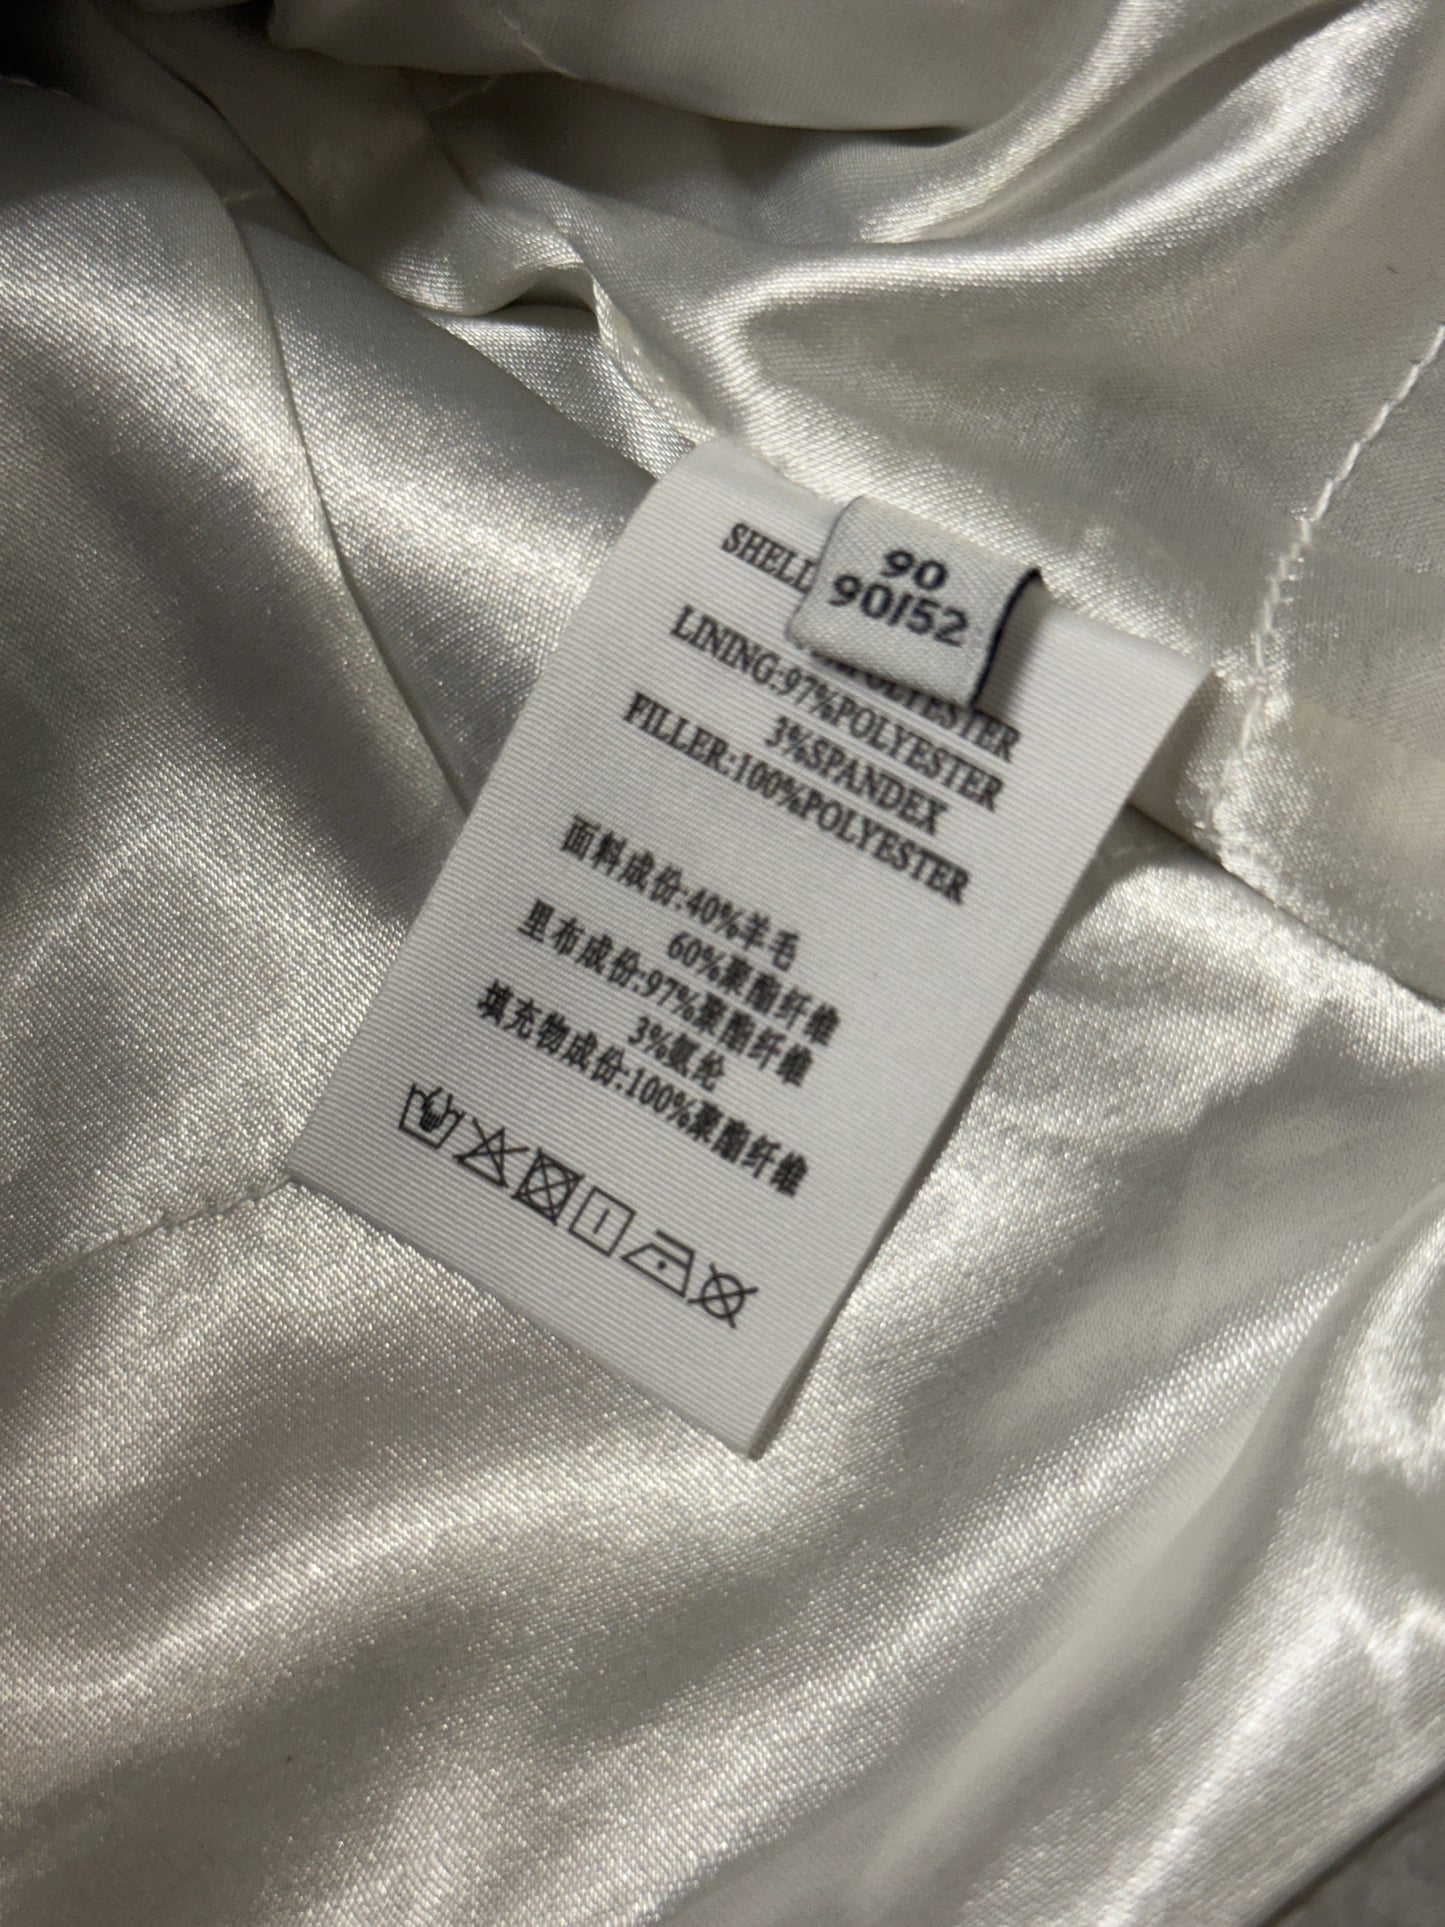 90
90/52
SHELL
POLYESTER
LINING:97%POLYESTER
3%SPANDEX
FILLER:100%POLYESTER
面料成份:40%羊毛
60%聚酯纤维
里布成份:97%聚酯纤维
3%氨纶
填充物成份:100%聚酯纤维